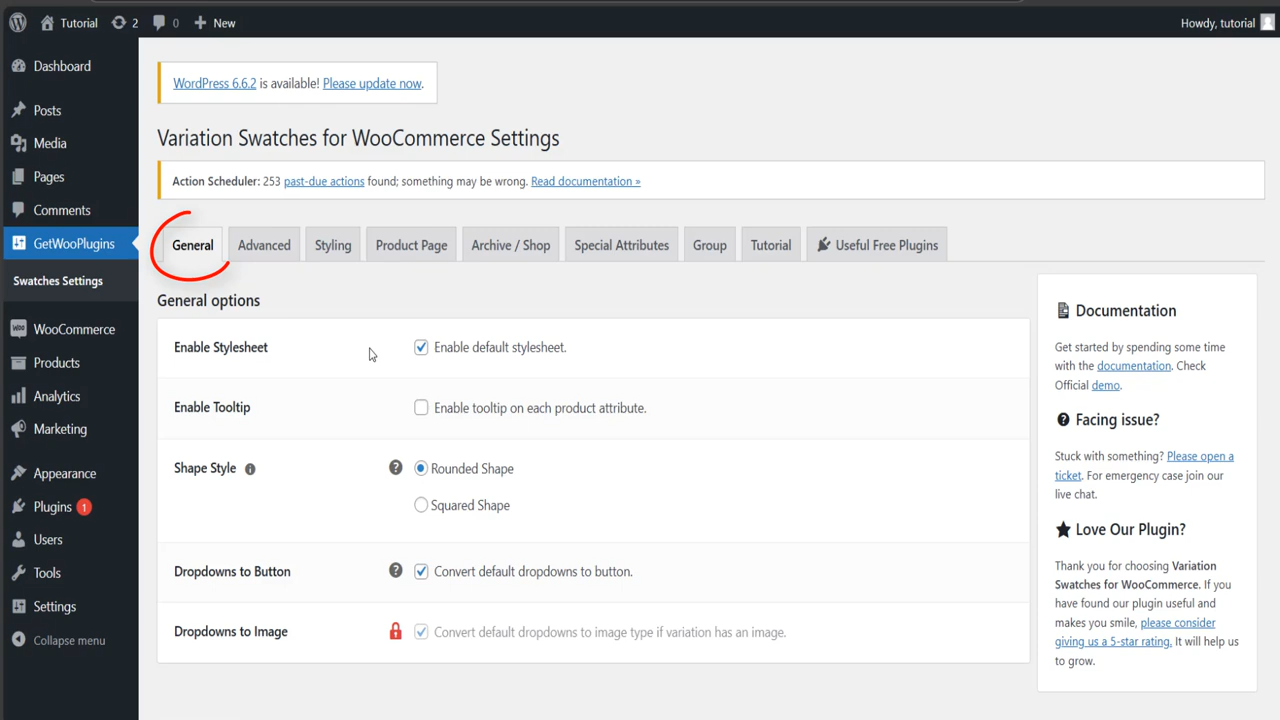 Tutorial 2 0 New Howdy, tutorial
Dashboard
Posts
Media
Pages
Comments
GetWooPlugins
Swatches Settings
WooCommerce
Products
Analytics
Marketing
Appearance
Plugins 1
Users
Tools
Settings
Collapse menu
WordPress 6.6.2 is available! Please update now.
Variation Swatches for WooCommerce Settings
Action Scheduler: 253 past-due actions found; something may be wrong. Read documentation »
General Advanced Styling Product Page Archive / Shop Special Attributes Group Tutorial Useful Free Plugins
General options
Enable Stylesheet Enable default stylesheet.
Enable Tooltip Enable tooltip on each product attribute.
Shape Style Rounded Shape
Squared Shape
Dropdowns to Button Convert default dropdowns to button.
Dropdowns to Image Convert default dropdowns to image type if variation has an image.
Documentation
Get started by spending some time
with the documentation. Check
Official demo.
Facing issue?
Stuck with something? Please open a
ticket. For emergency case join our
live chat.
Love Our Plugin?
Thank you for choosing Variation
Swatches for WooCommerce. If you
have found our plugin useful and
makes you smile, please consider
giving us a 5-star rating. It will help us
to grow.